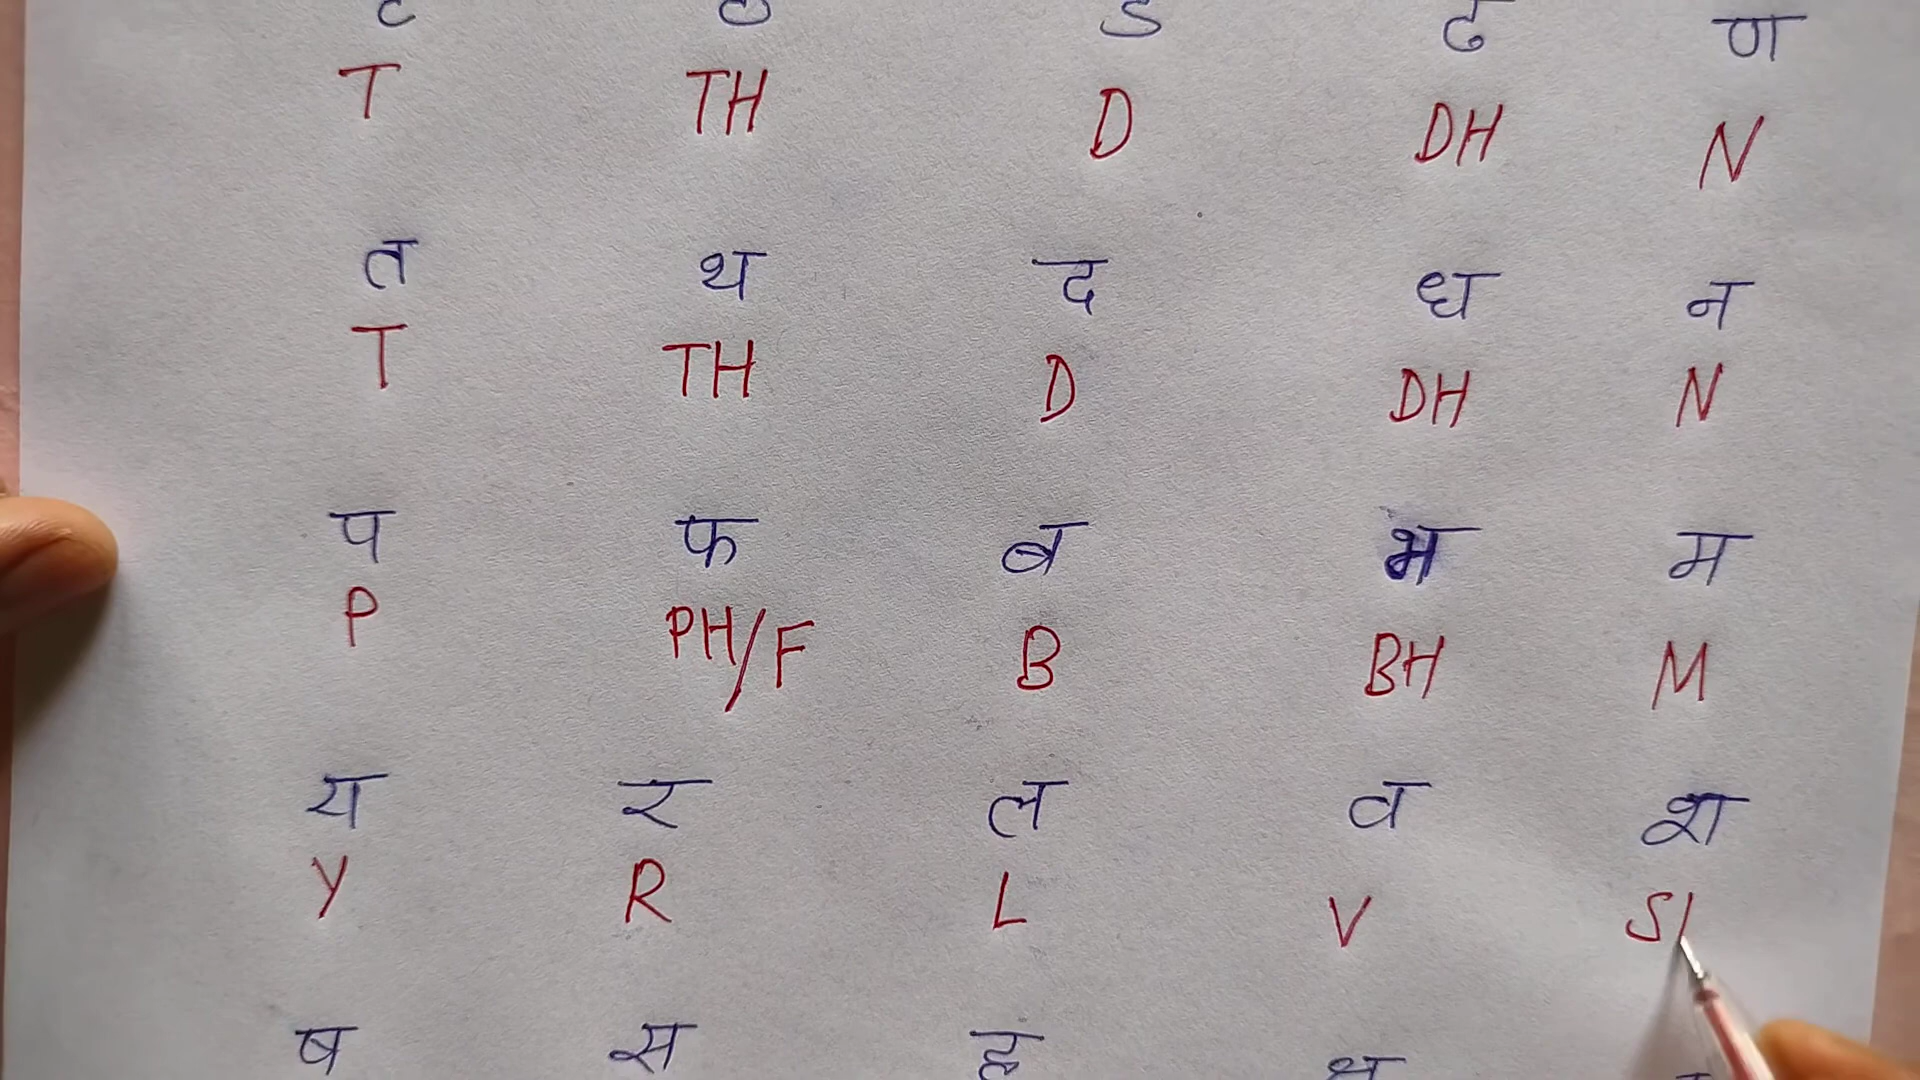 ट ठ ड ढ ण
T TH D DH N
त थ द ध न
T TH D DH N
प फ ब भ म
P PH/F B BH M
य र ल व श
Y R L V S
ष स ह